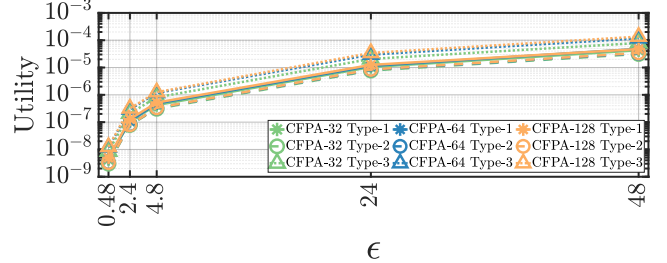 10^-3
10^-4
10^-5
10^-6
10^-7
10^-8
10^-9
Utility
CFPA-32 Type-1 CFPA-64 Type-1 CFPA-128 Type-1
CFPA-32 Type-2 CFPA-64 Type-2 CFPA-128 Type-2
CFPA-32 Type-3 CFPA-64 Type-3 CFPA-128 Type-3
0.48 2.4 4.8 24 48
ϵ